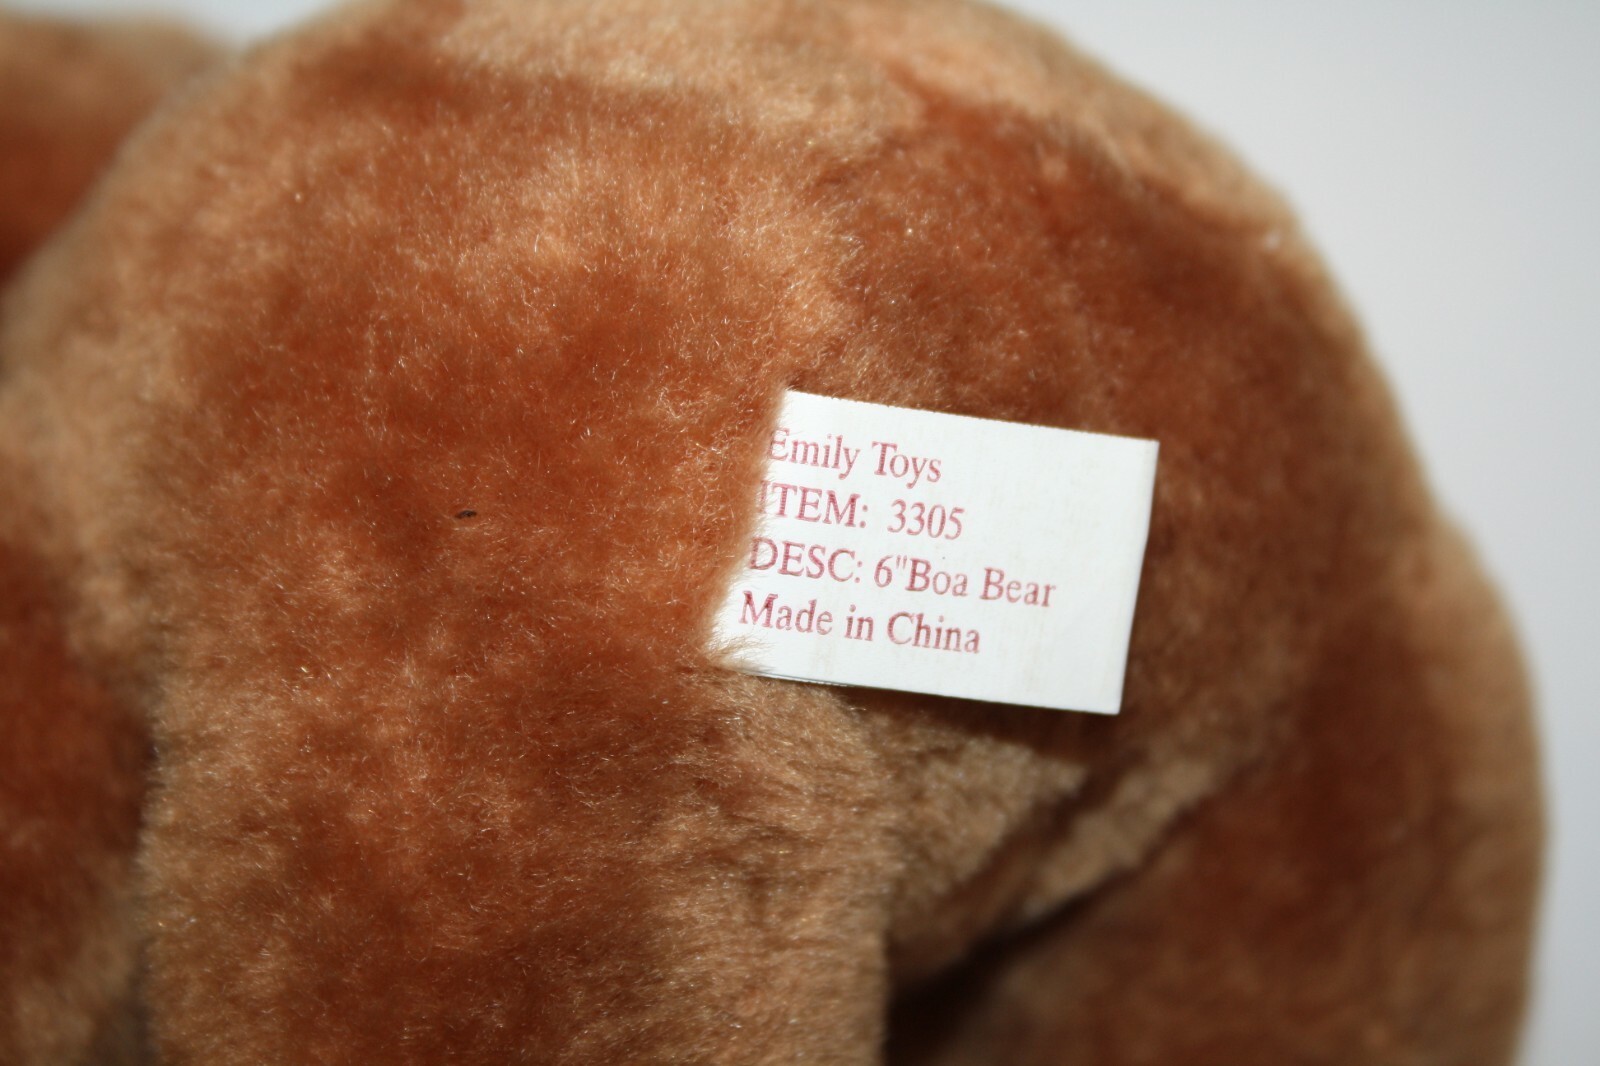 Emily Toys
ITEM: 3305
DESC: 6"Boa Bear
Made in China